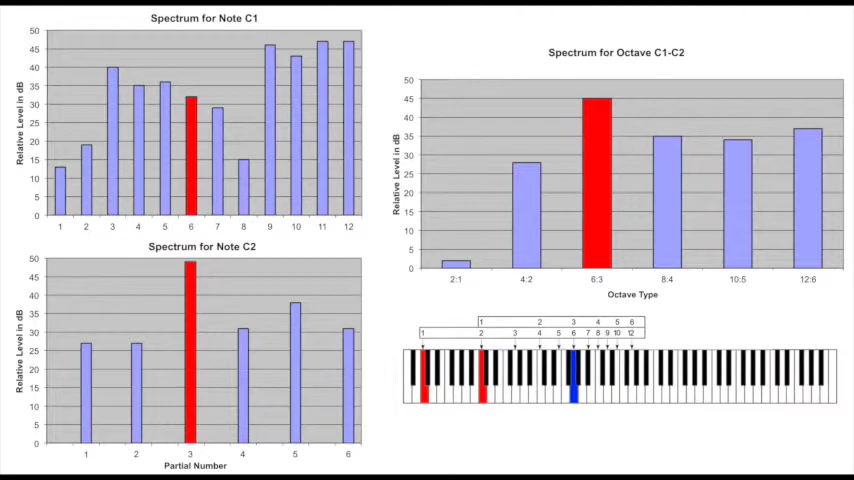 Spectrum for Note C1
Relative Level in dB
50
45
40
35
30
25
20
15
10
5
0
1 2 3 4 5 6 7 8 9 10 11 12
Spectrum for Note C2
Relative Level in dB
50
45
40
35
30
25
20
15
10
5
0
1 2 3 4 5 6
Partial Number
Spectrum for Octave C1-C2
Relative Level in dB
50
45
40
35
30
25
20
15
10
5
0
2:1 4:2 6:3 8:4 10:5 12:6
Octave Type
1 2 3 4 5 6
1 2 3 4 5 6 7 8 9 10 12